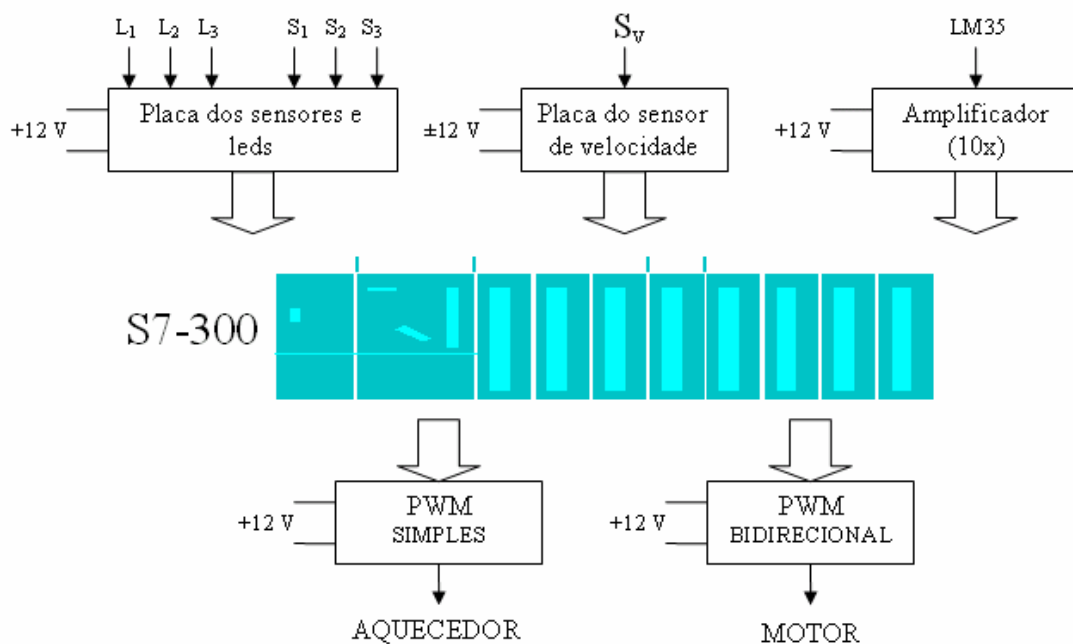 L₁ L₂ L₃ S₁ S₂ S₃
Sᵥ
LM35
+12 V
Placa dos sensores e
leds
±12 V
Placa do sensor
de velocidade
+12 V
Amplificador
(10x)
S7-300
+12 V
PWM
SIMPLES
+12 V
PWM
BIDIRECIONAL
AQUECEDOR
MOTOR